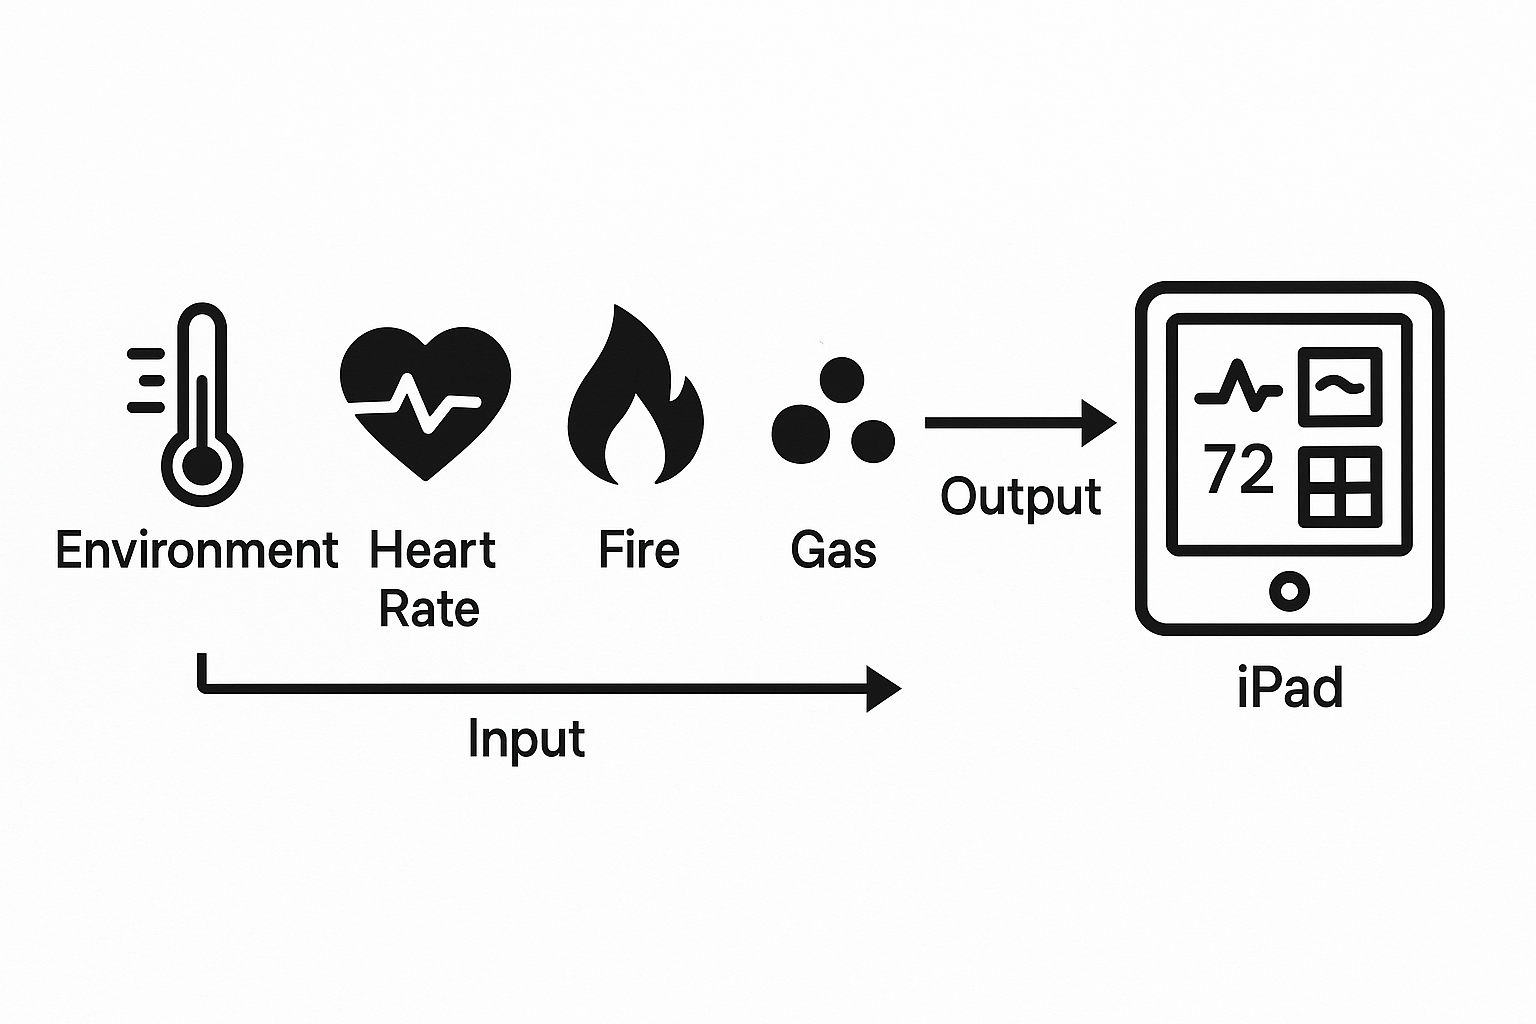 Environment
Heart
Rate
Fire
Gas
Output
72
iPad
Input